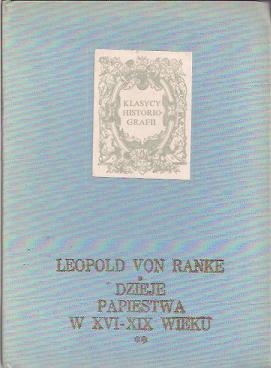 KLASYCY
HISTORIO-
GRAFII
LEOPOLD VON RANKE
DZIEJE
PAPIESTWA
W XVI-XIX WIEKU
**